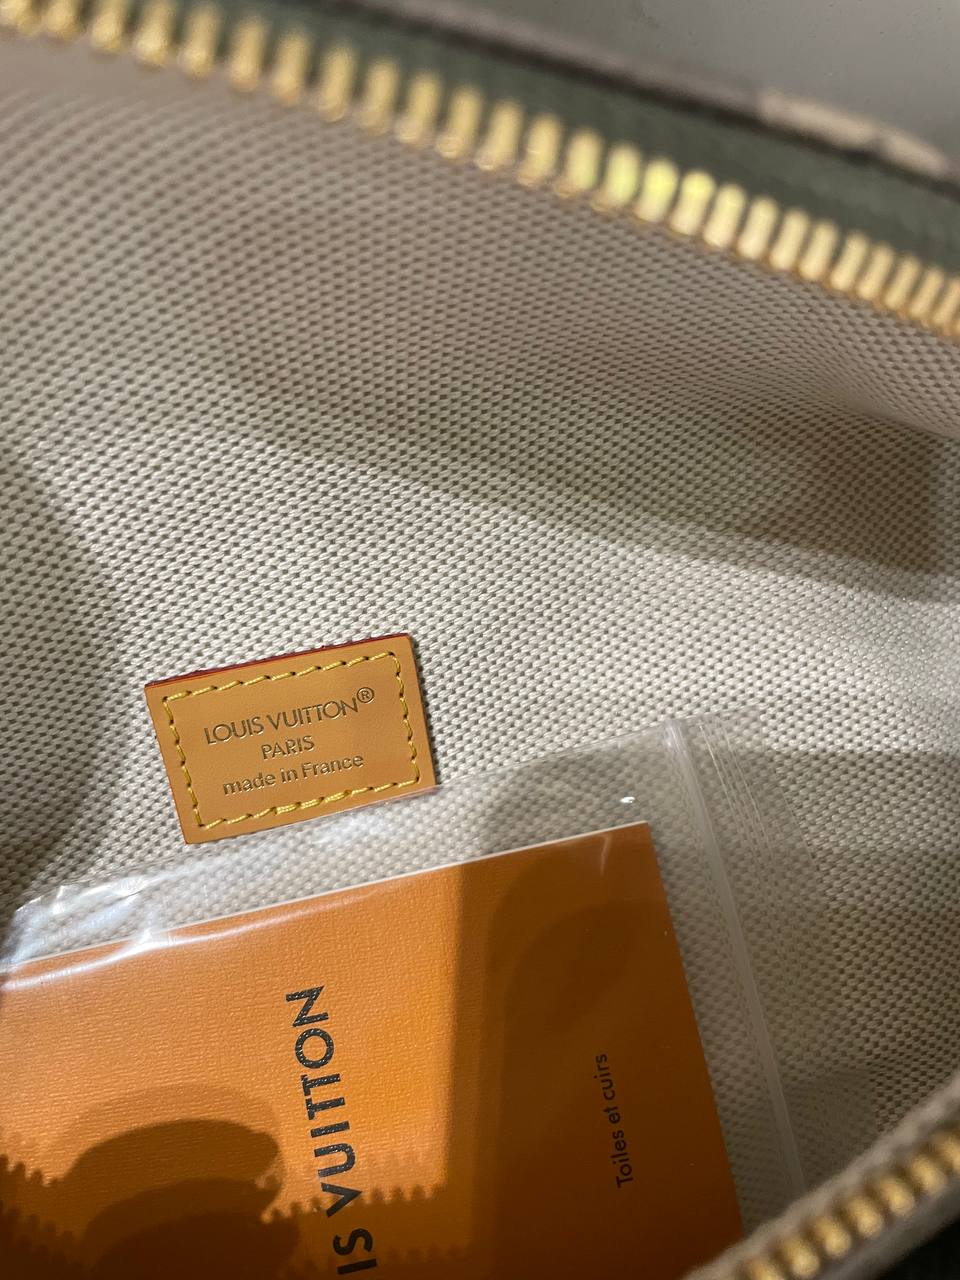 LOUIS VUITTON®
PARIS
made in France
IS VUITTON
Toiles et cuirs